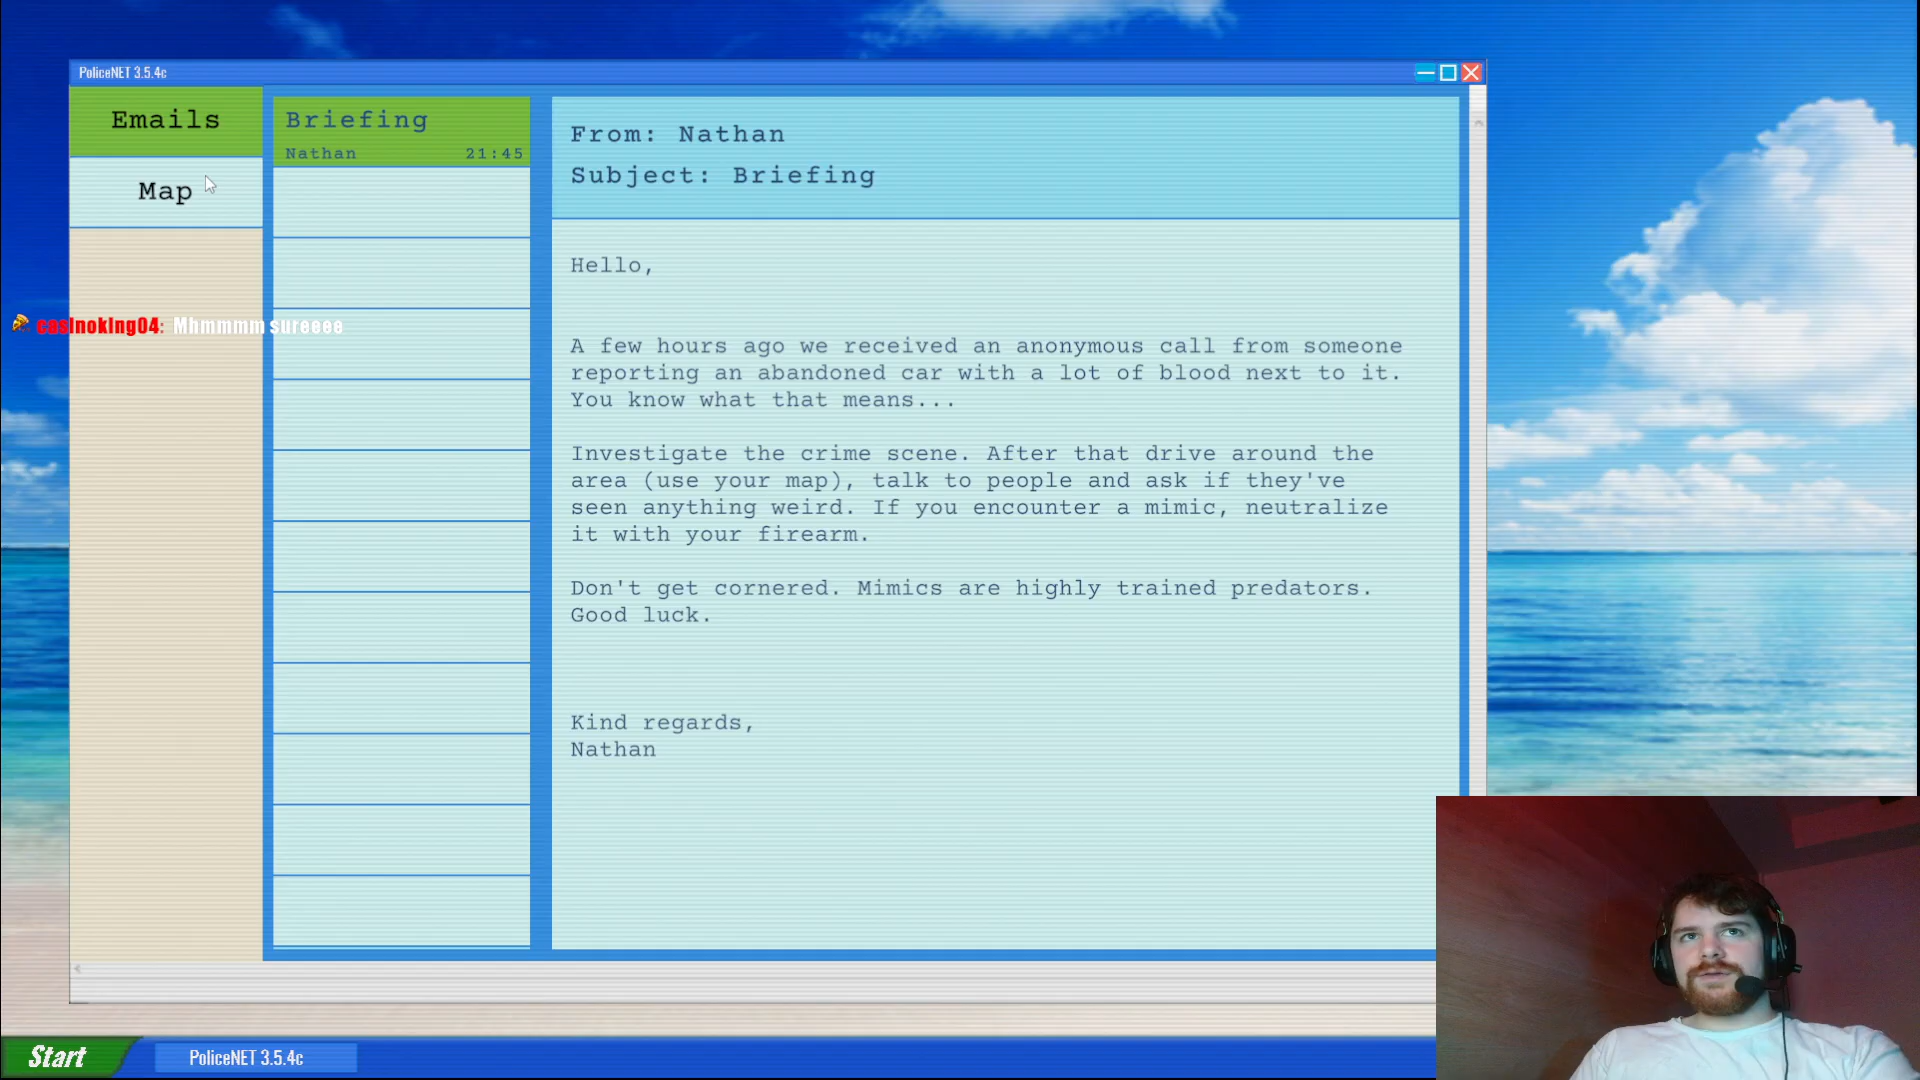 PoliceNET 3.5.4c
Emails
Map
Briefing
Nathan 21:45
From: Nathan
Subject: Briefing
Hello,
A few hours ago we received an anonymous call from someone
reporting an abandoned car with a lot of blood next to it.
You know what that means...
Investigate the crime scene. After that drive around the
area (use your map), talk to people and ask if they've
seen anything weird. If you encounter a mimic, neutralize
it with your firearm.
Don't get cornered. Mimics are highly trained predators.
Good luck.
Kind regards,
Nathan
casinoking04: Mhmmmm sureeee
Start
PoliceNET 3.5.4c